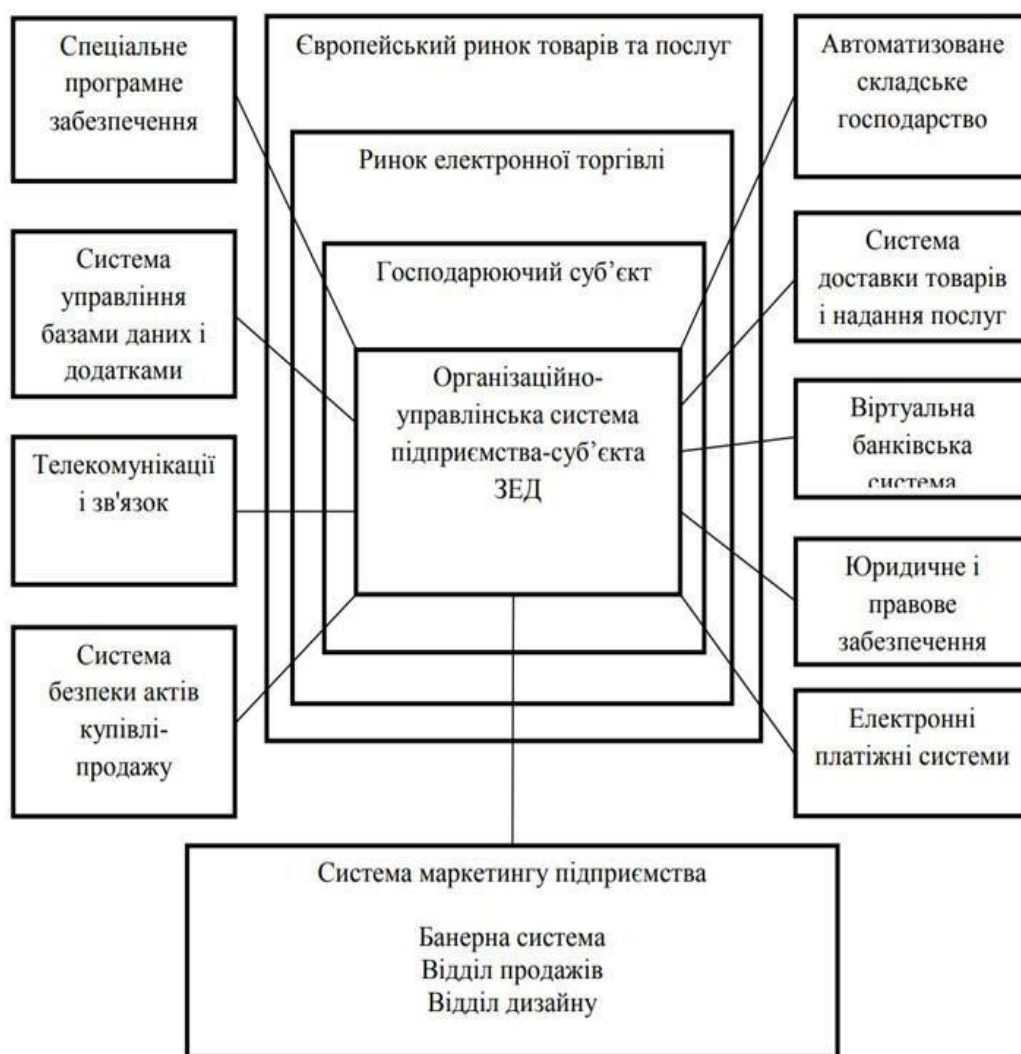 Спеціальне
програмне
забезпечення
Система
управління
базами даних і
додатками
Телекомунікації
і зв'язок
Система
безпеки актів
купівлі-
продажу
Європейський ринок товарів та послуг
Ринок електронної торгівлі
Господарюючий суб’єкт
Організаційно-
управлінська система
підприємства-суб’єкта
ЗЕД
Автоматизоване
складське
господарство
Система
доставки товарів
і надання послуг
Віртуальна
банківська
система
Юридичне і
правове
забезпечення
Електронні
платіжні системи
Система маркетингу підприємства
Банерна система
Відділ продажів
Відділ дизайну